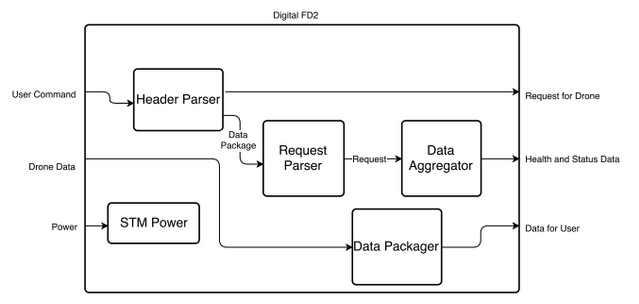 Digital FD2
User Command
Header Parser
Request for Drone
Data
Package
Request
Parser
Request
Data
Aggregator
Health and Status Data
Drone Data
Power
STM Power
Data Packager
Data for User